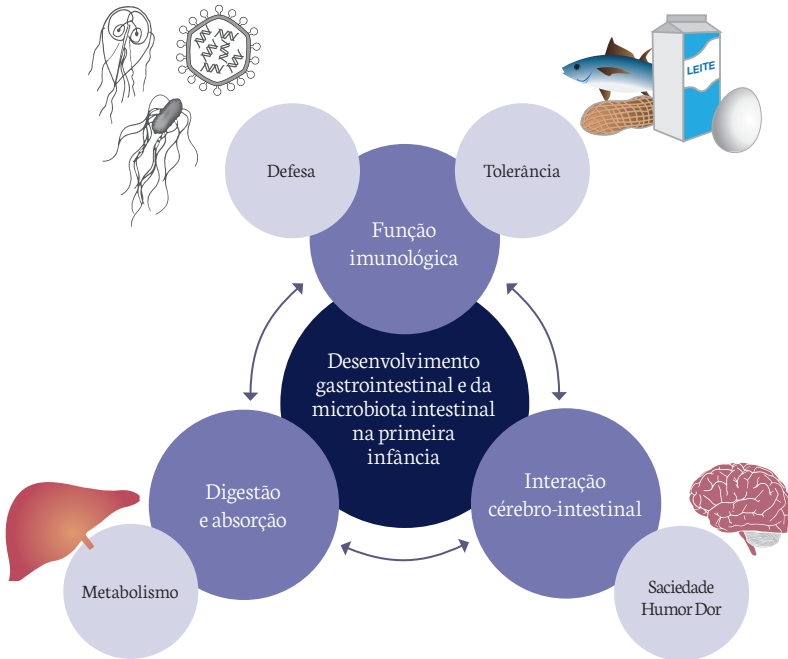 LEITE
Defesa
Tolerância
Função
imunológica
Desenvolvimento
gastrointestinal e da
microbiota intestinal
na primeira
infância
Digestão
e absorção
Interação
cérebro-intestinal
Metabolismo
Saciedade
Humor Dor